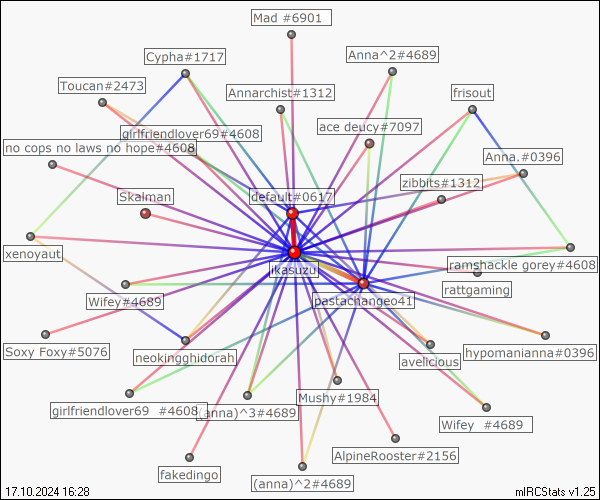 Mad #6901
Cypha#1717
Anna^2#4689
Toucan#2473
Annarchist#1312
frisout
girlfriendlover69#4608
ace deucy#7097
no cops no laws no hope#4608
Anna.#0396
zibbits#1312
Skalman
default#0617
xenoyaut
ikasuzu
ramshackle gorey#4608
rattgaming
Wifey#4689
pastachangeo41
Soxy Foxy#5076
neokingghidorah
avelicious
hypomanianna#0396
Mushy#1984
girlfriendlover69 #4608
(anna)^3#4689
Wifey #4689
AlpineRooster#2156
fakedingo
(anna)^2#4689
17.10.2024 16:28
mIRCStats v1.25